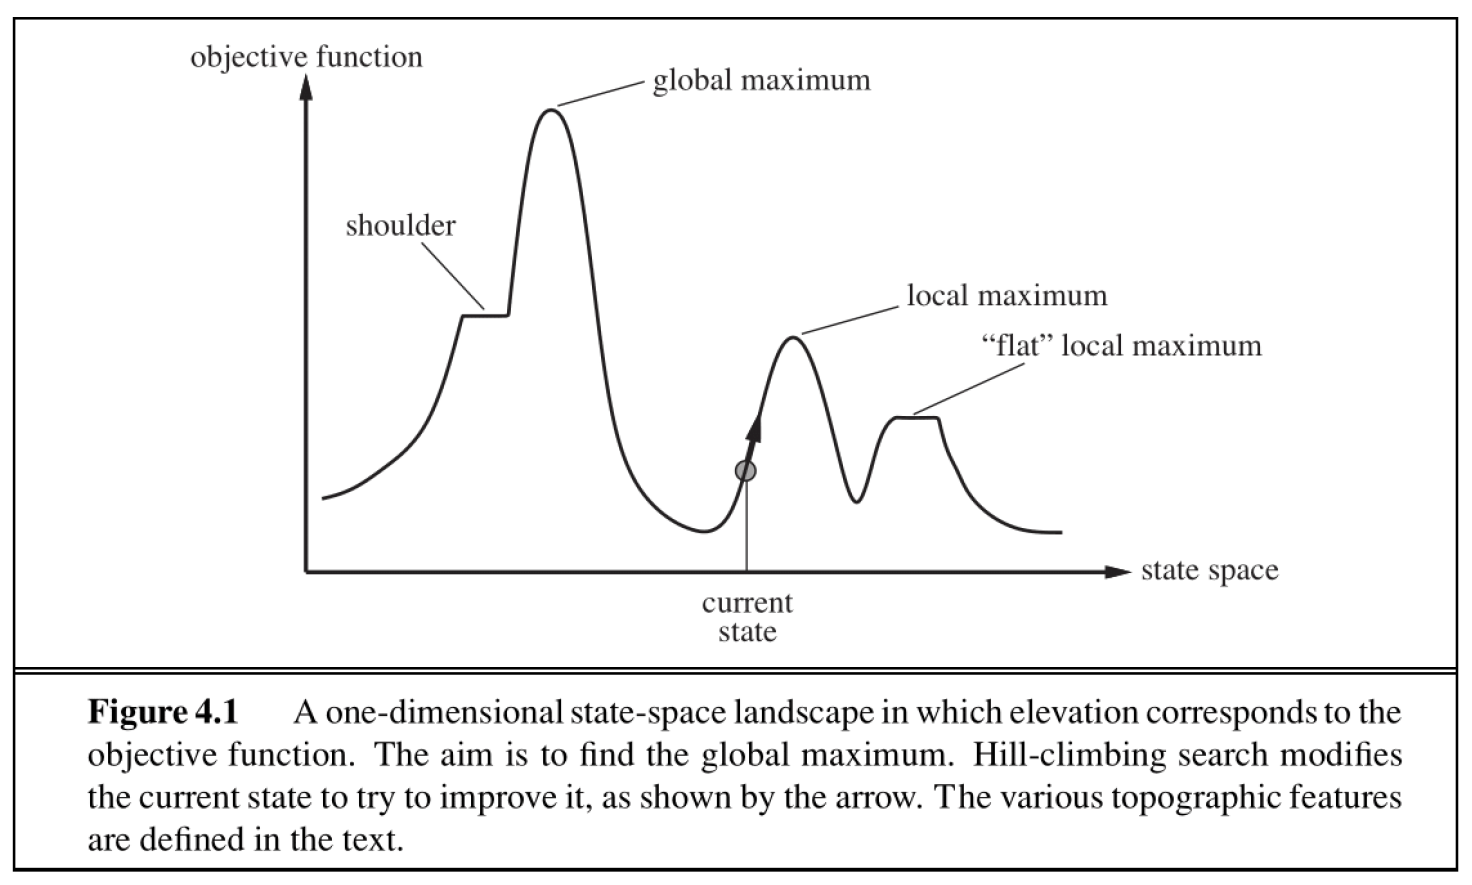 objective function
global maximum
shoulder
local maximum
“flat” local maximum
state space
current
state
Figure 4.1 A one-dimensional state-space landscape in which elevation corresponds to the
objective function. The aim is to find the global maximum. Hill-climbing search modifies
the current state to try to improve it, as shown by the arrow. The various topographic features
are defined in the text.